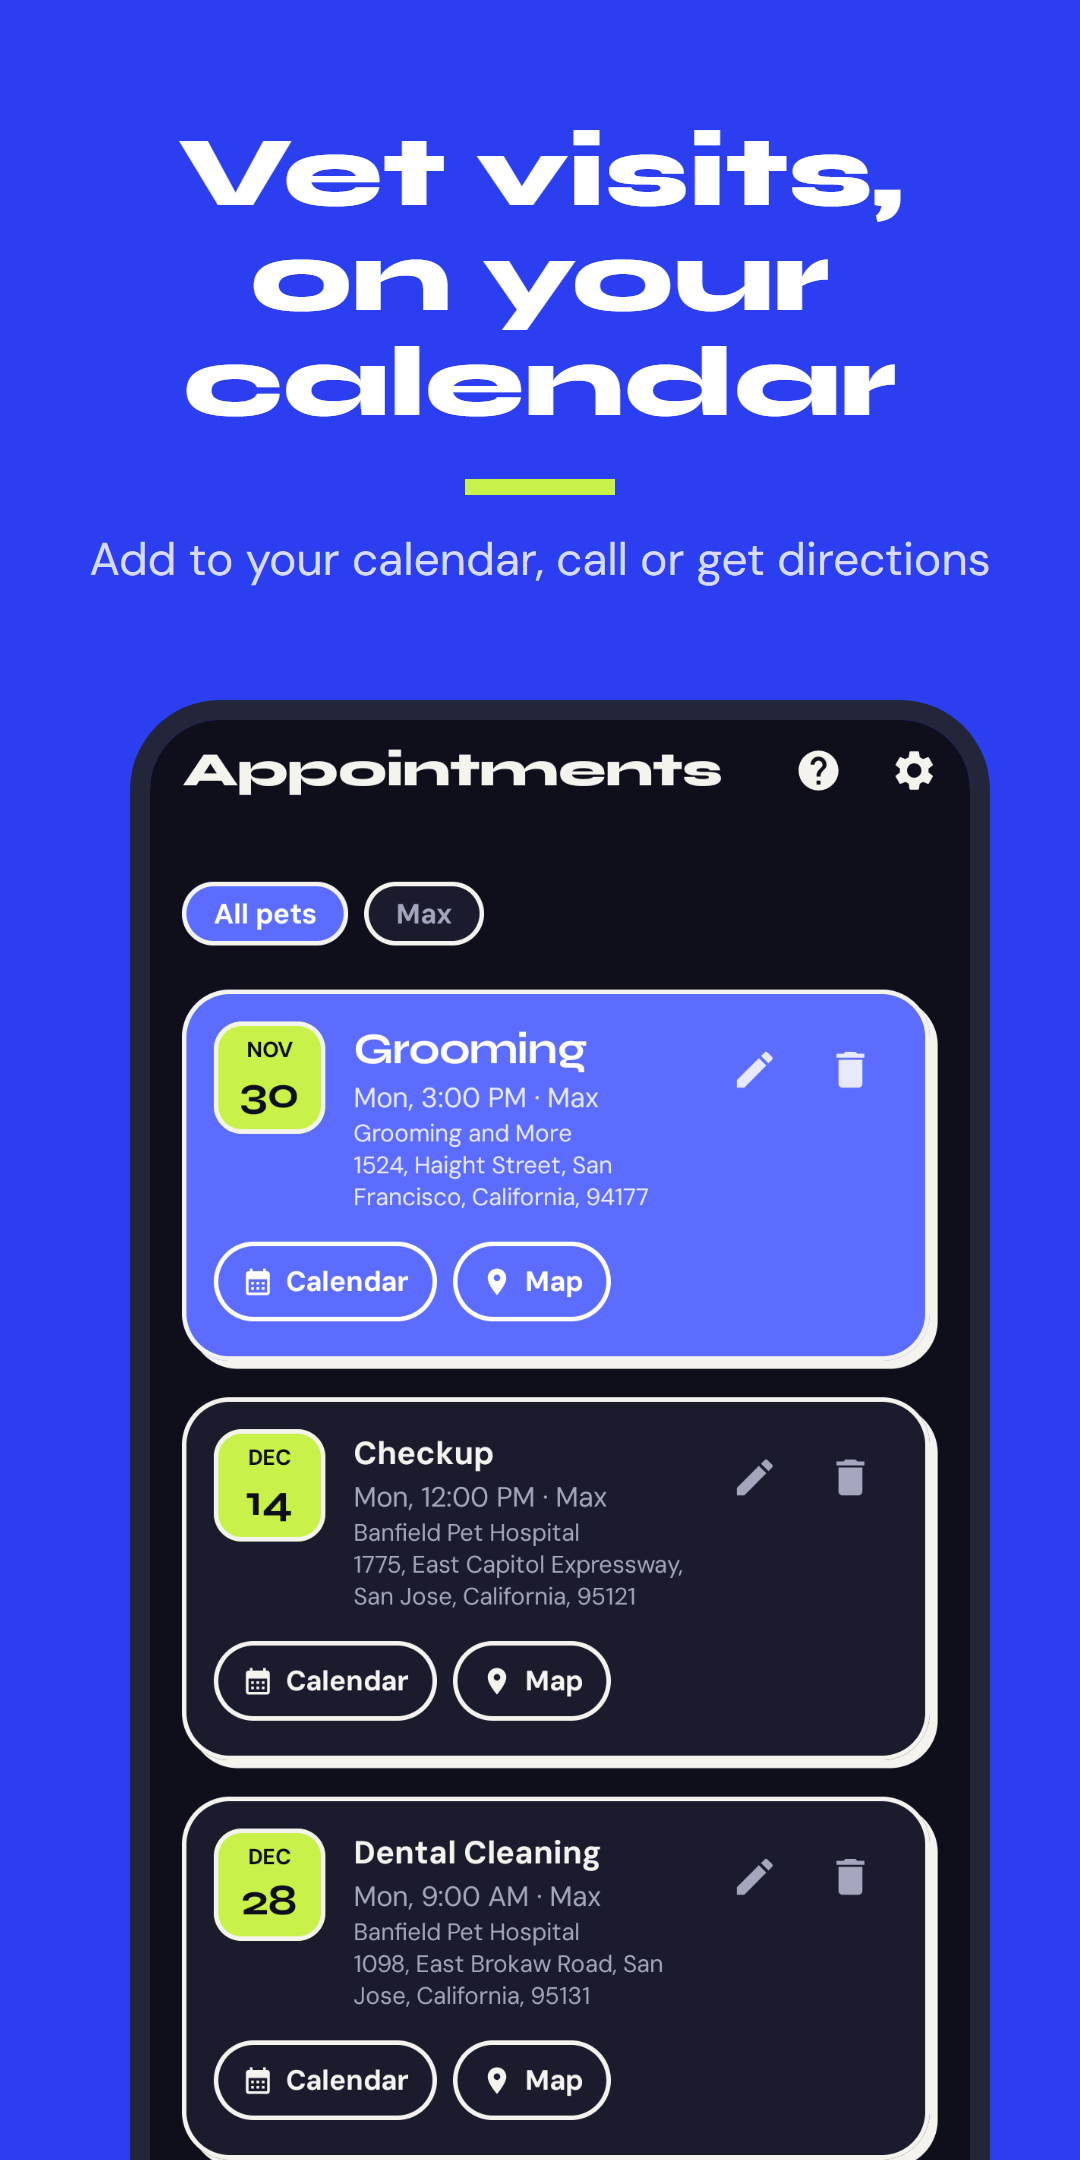 Vet visits,
on your
calendar
Add to your calendar, call or get directions
Appointments
All pets
Max
NOV
30
Grooming
Mon, 3:00 PM · Max
Grooming and More
1524, Haight Street, San
Francisco, California, 94177
Calendar
Map
DEC
14
Checkup
Mon, 12:00 PM · Max
Banfield Pet Hospital
1775, East Capitol Expressway,
San Jose, California, 95121
Calendar
Map
DEC
28
Dental Cleaning
Mon, 9:00 AM · Max
Banfield Pet Hospital
1098, East Brokaw Road, San
Jose, California, 95131
Calendar
Map